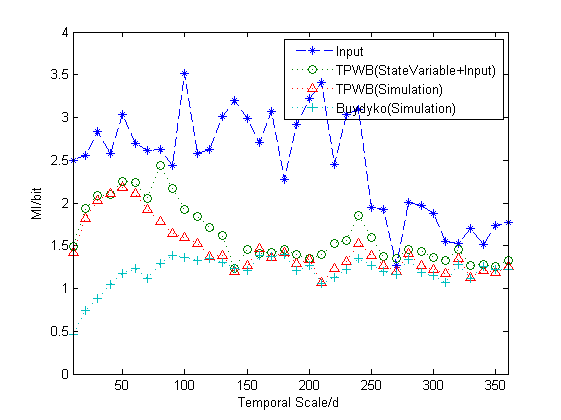 4
3.5
3
2.5
2
1.5
1
0.5
0
MI/bit
Input
TPWB(StateVariable+Input)
TPWB(Simulation)
Buydyko(Simulation)
50 100 150 200 250 300 350
Temporal Scale/d